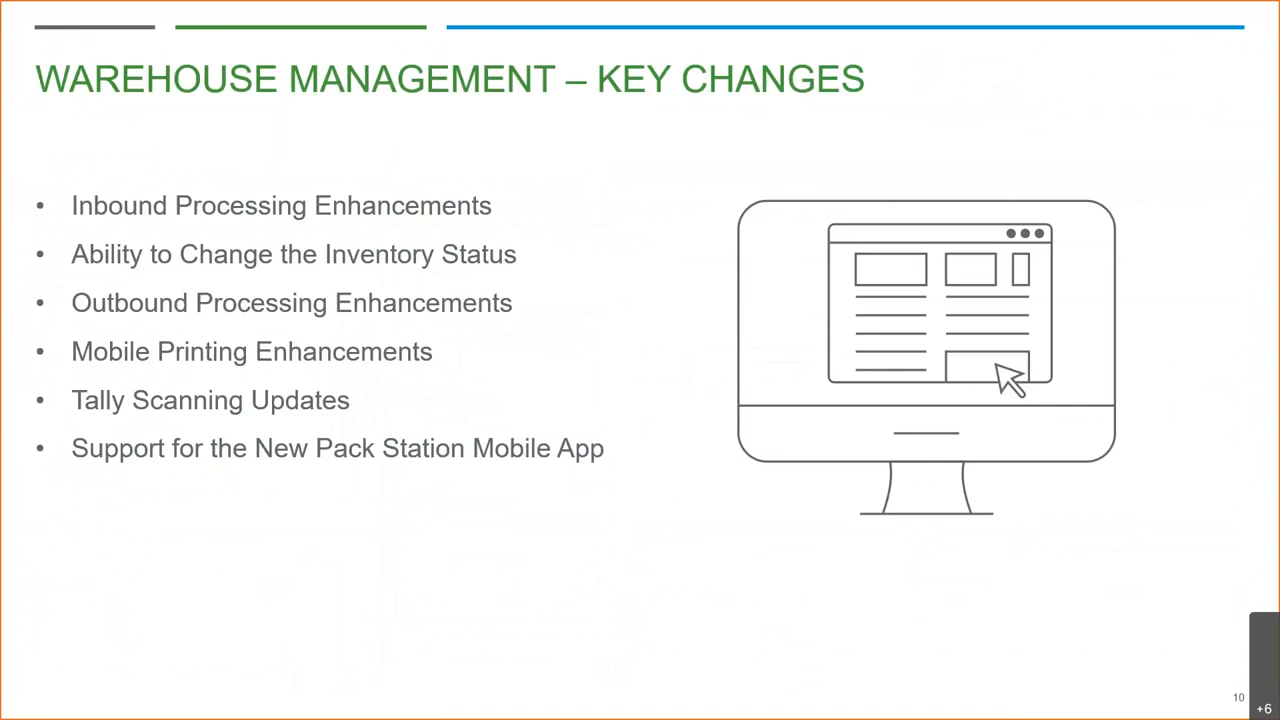 WAREHOUSE MANAGEMENT – KEY CHANGES
• Inbound Processing Enhancements
• Ability to Change the Inventory Status
• Outbound Processing Enhancements
• Mobile Printing Enhancements
• Tally Scanning Updates
• Support for the New Pack Station Mobile App
10
+6